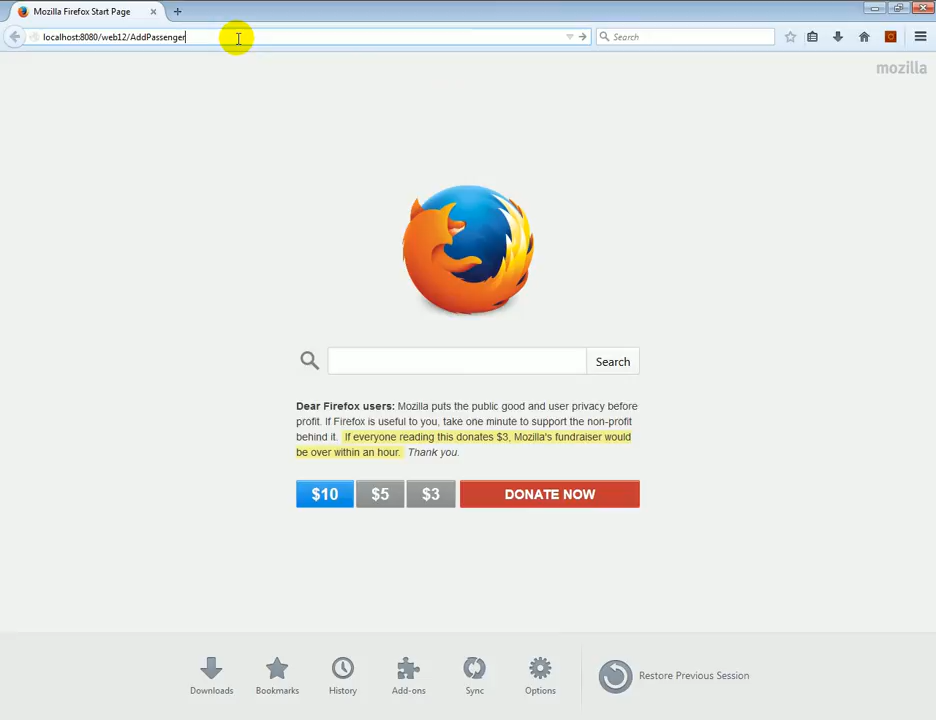 Mozilla Firefox Start Page
localhost:8080/web12/AddPassenger
Search
mozilla
Search
Dear Firefox users: Mozilla puts the public good and user privacy before
profit. If Firefox is useful to you, take one minute to support the non-profit
behind it. If everyone reading this donates $3, Mozilla's fundraiser would
be over within an hour. Thank you.
$10 $5 $3 DONATE NOW
Downloads Bookmarks History Add-ons Sync Options Restore Previous Session